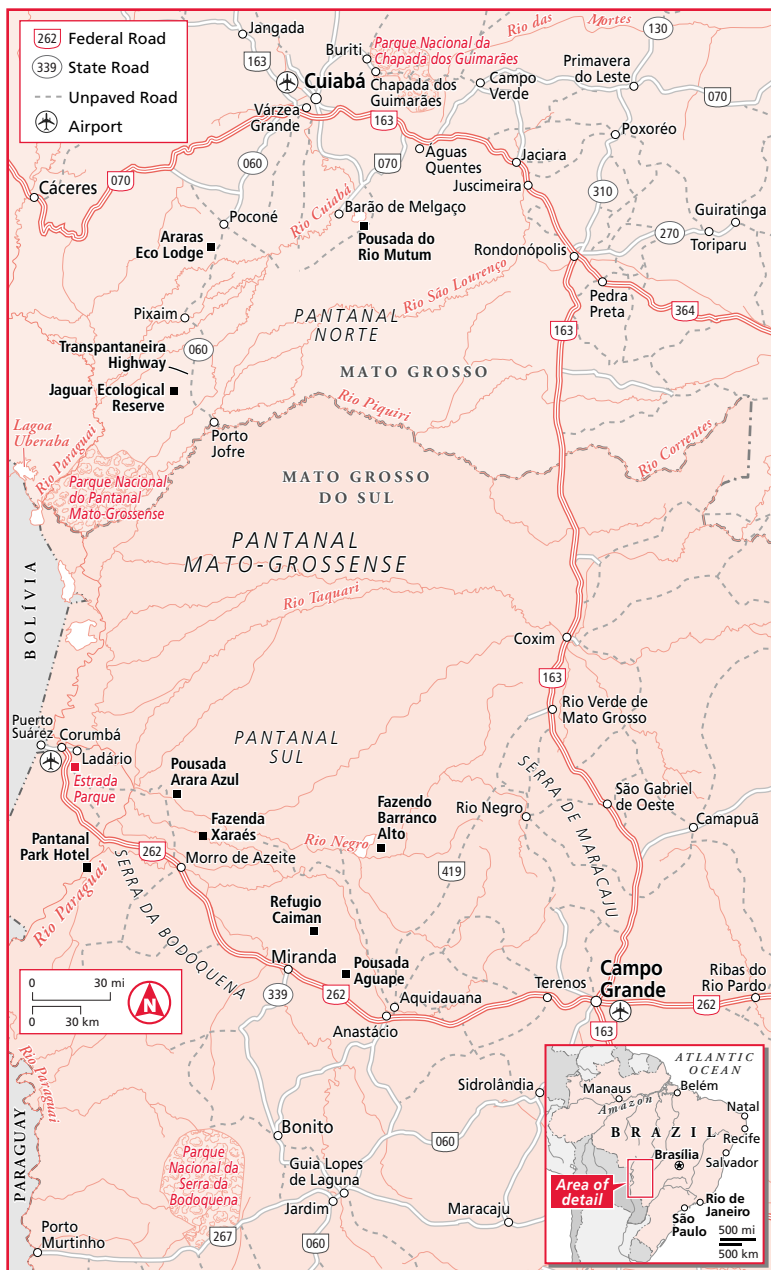 262 Federal Road
339 State Road
Unpaved Road
Airport
Jangada
163
Buriti
Parque Nacional da
Chapada dos Guimarães
Rio das Mortes
130
Cuiabá
Chapada dos
Guimarães
Campo
Verde
Primavera
do Leste
070
Várzea
Grande
163
060
070
Águas
Quentes
Jaciara
Poxoréo
Juscimeira
070
Cáceres
310
Rio Cuiabá
Barão de Melgaço
Poconé
Araras
Eco Lodge
Pousada do
Rio Mutum
Guiratinga
270
Toriparu
Rondonópolis
Rio São Lourenço
Pedra
Preta
364
Pixaim
PANTANAL
NORTE
163
Transpantaneira
Highway
060
MATO GROSSO
Jaguar Ecological
Reserve
Rio Piquiri
Porto
Jofre
Lagoa
Uberaba
Rio Paraguai
Rio Correntes
Parque Nacional
do Pantanal
Mato-Grossense
MATO GROSSO
DO SUL
PANTANAL
MATO-GROSSENSE
BOLÍVIA
Rio Taquari
Coxim
163
Rio Verde de
Mato Grosso
Puerto
Suárez
Corumbá
Ladário
Estrada
Parque
PANTANAL
SUL
Pousada
Arara Azul
SERRA DE MARACAJU
São Gabriel
de Oeste
Fazenda
Xaraés
Fazendo
Barranco
Alto
Rio Negro
Rio Negro
Camapuã
Pantanal
Park Hotel
262
Morro de Azeite
419
Rio Paraguai
SERRA DA BODOQUENA
Refugio
Caiman
Miranda
Pousada
Aguape
Campo
Grande
Ribas do
Rio Pardo
Terenos
262
339
262
Aquidauana
Anastácio
163
0 30 mi
0 30 km
N
Rio Paraguai
PARAGUAY
Sidrolândia
Bonito
060
Parque
Nacional da
Serra da
Bodoquena
Guia Lopes
de Laguna
Jardim
Maracaju
Porto
Murtinho
267
060
ATLANTIC
OCEAN
Manaus
Amazon
Belém
Natal
BRAZIL
Recife
Brasília
Salvador
Area of
detail
Rio de
Janeiro
São
Paulo
500 mi
500 km